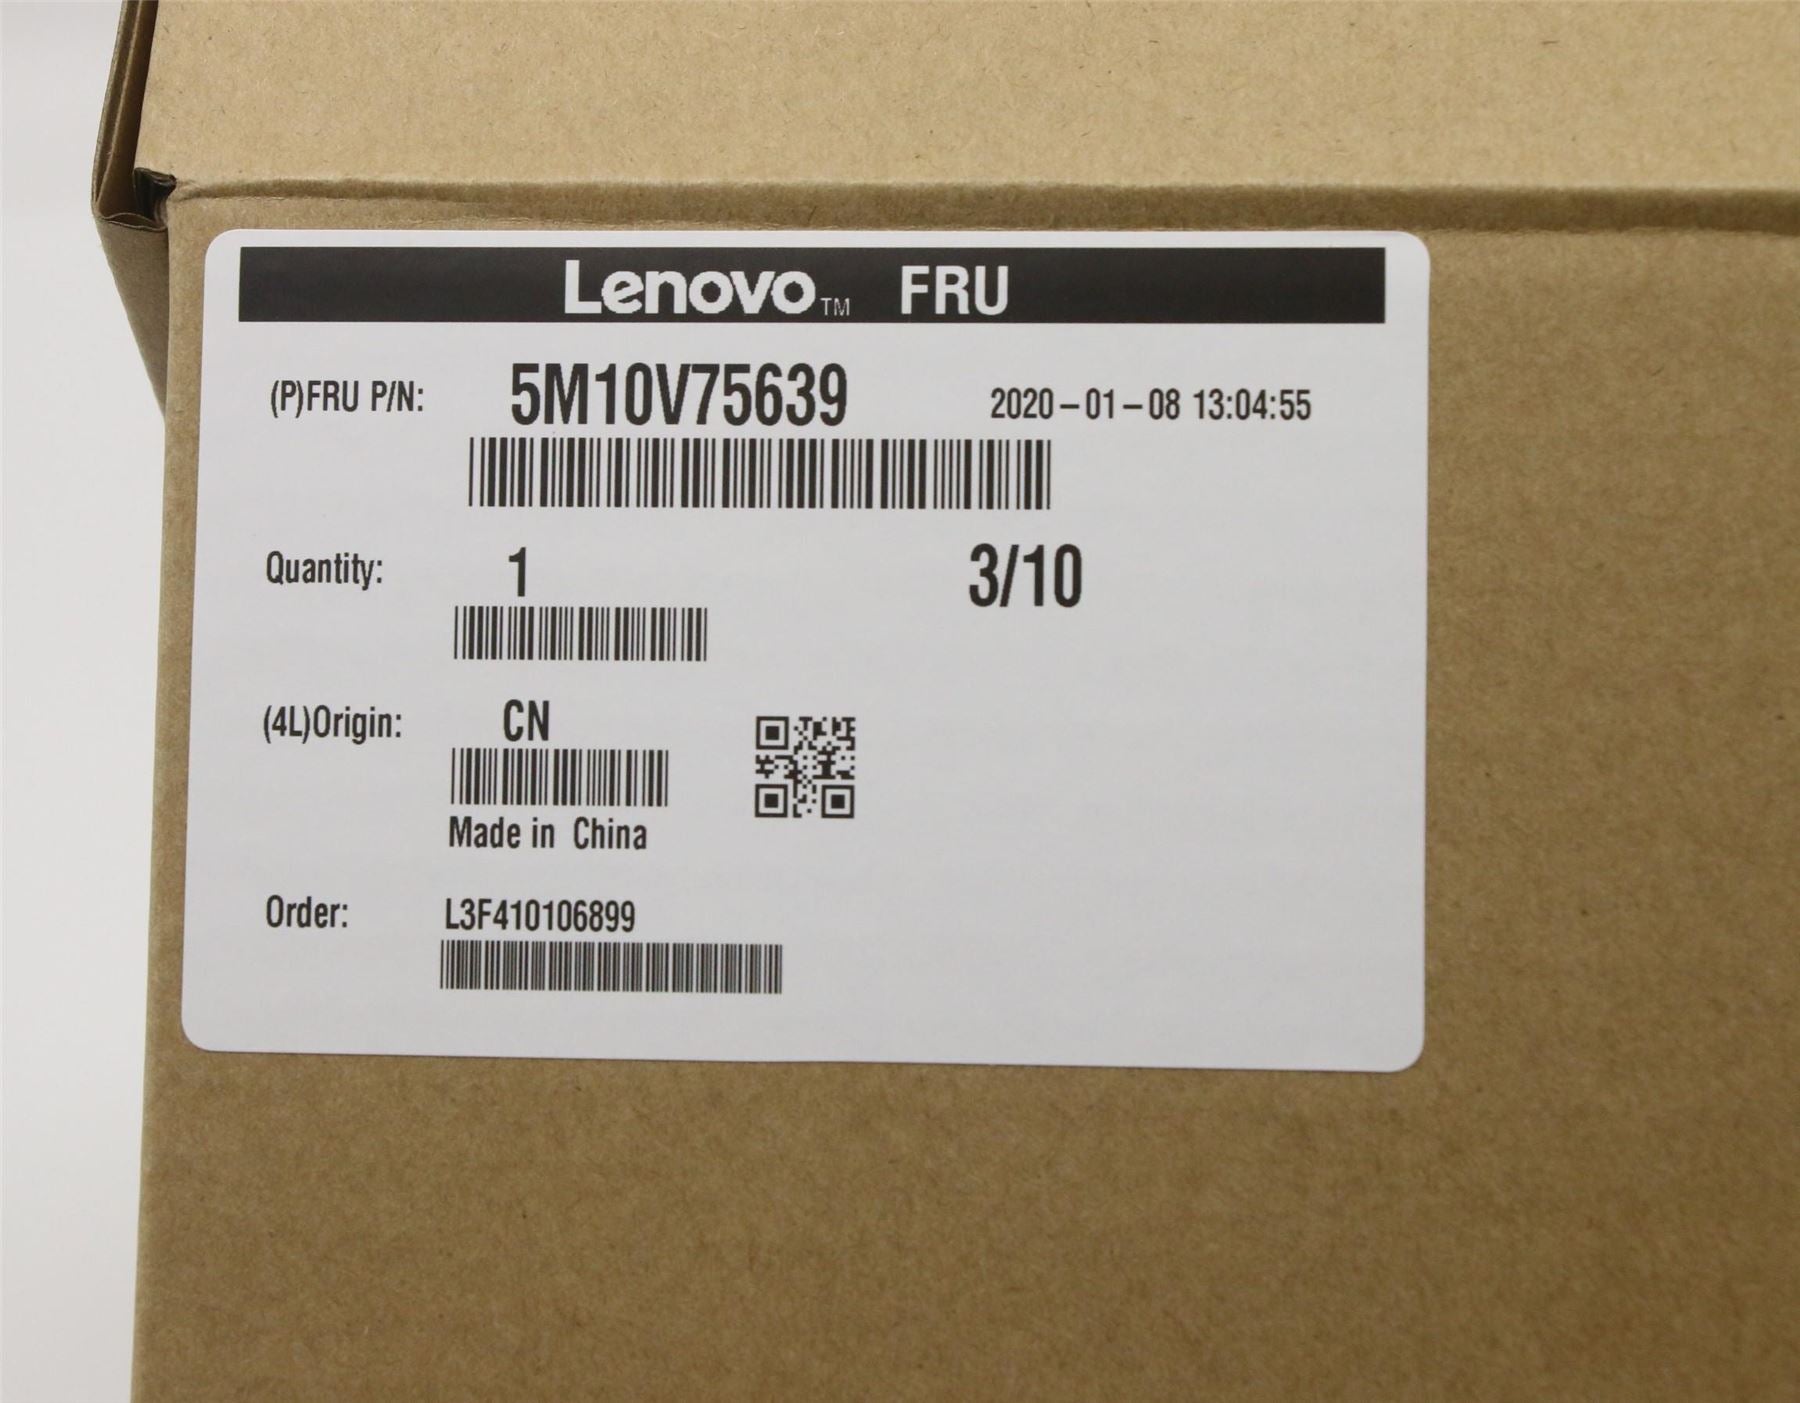 Lenovo™ FRU
(P)FRU P/N: 5M10V75639 2020-01-08 13:04:55
Quantity: 1 3/10
(4L)Origin: CN
Made in China
Order: L3F410106899